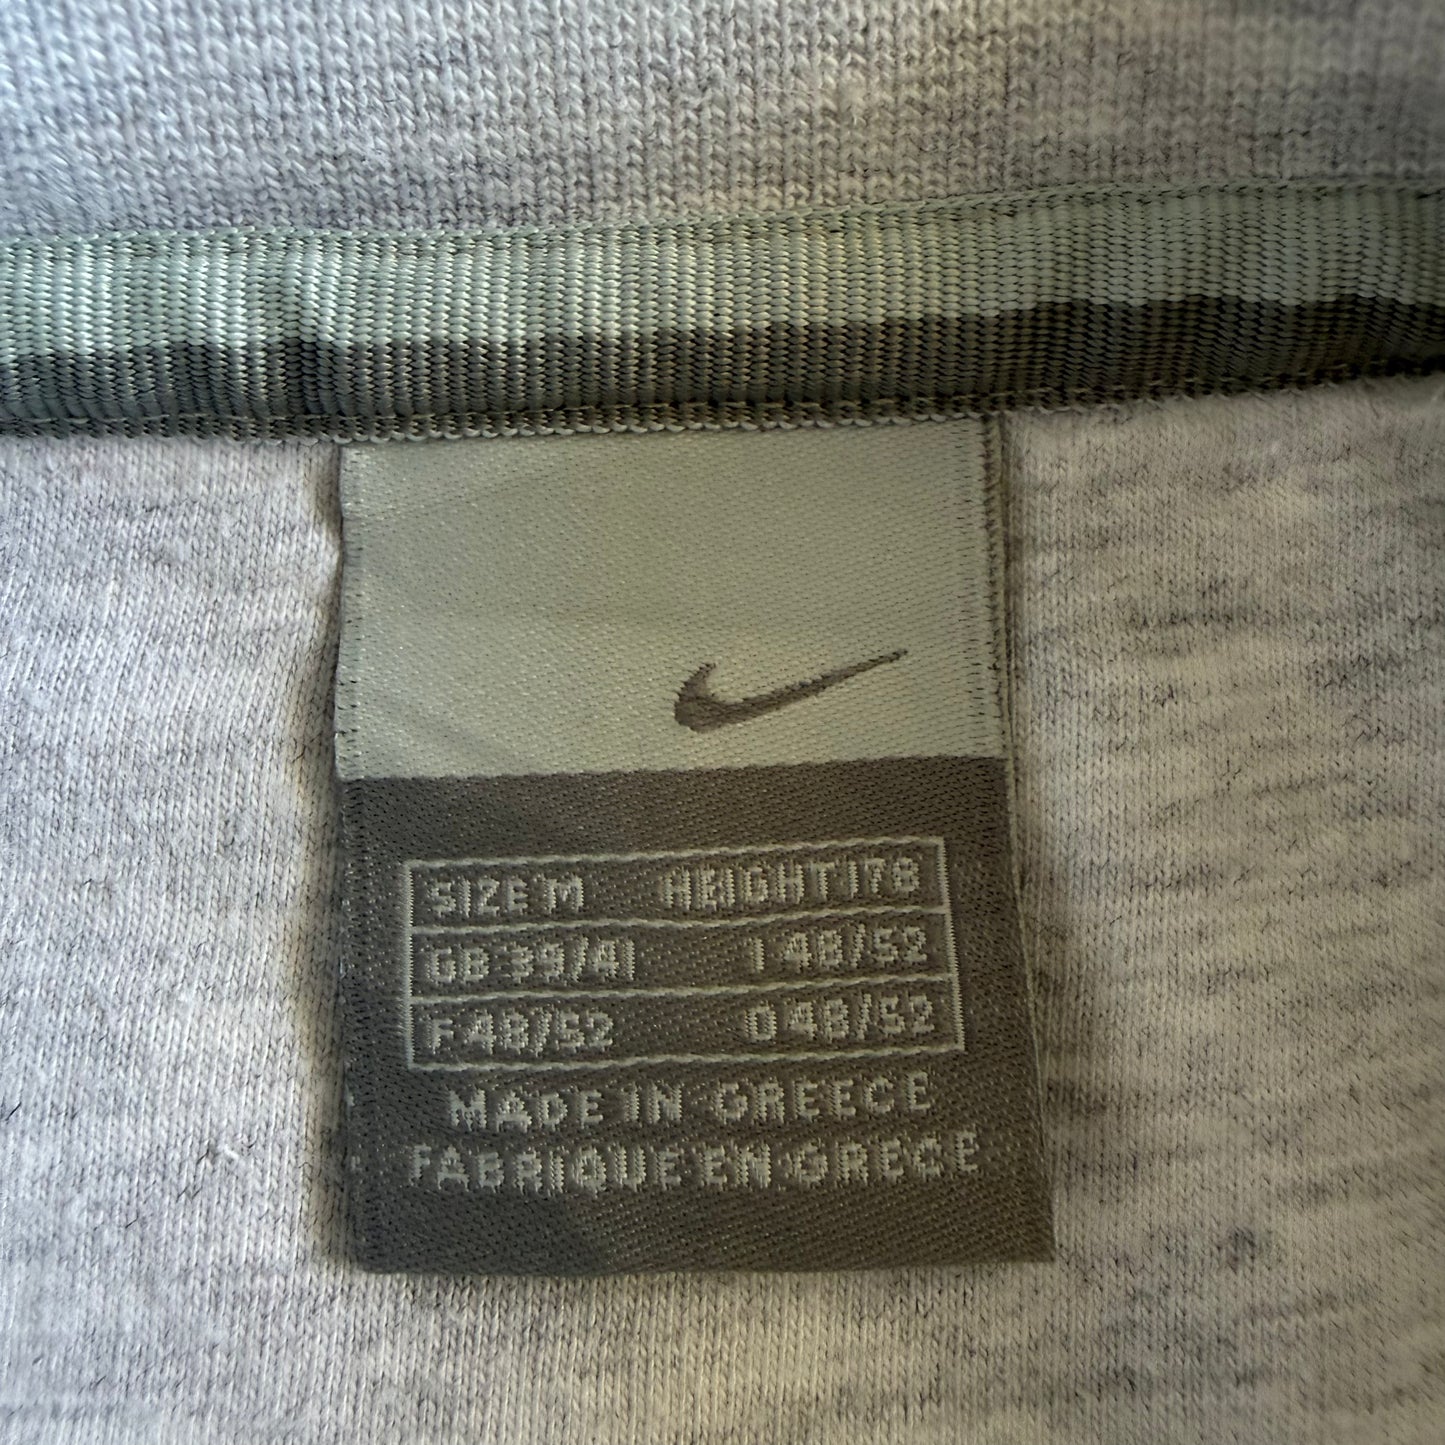 SIZE M HEIGHT 178
GB 39/41 I 48/52
F 48/52 D 48/52
MADE IN GREECE
FABRIQUE EN GRECE